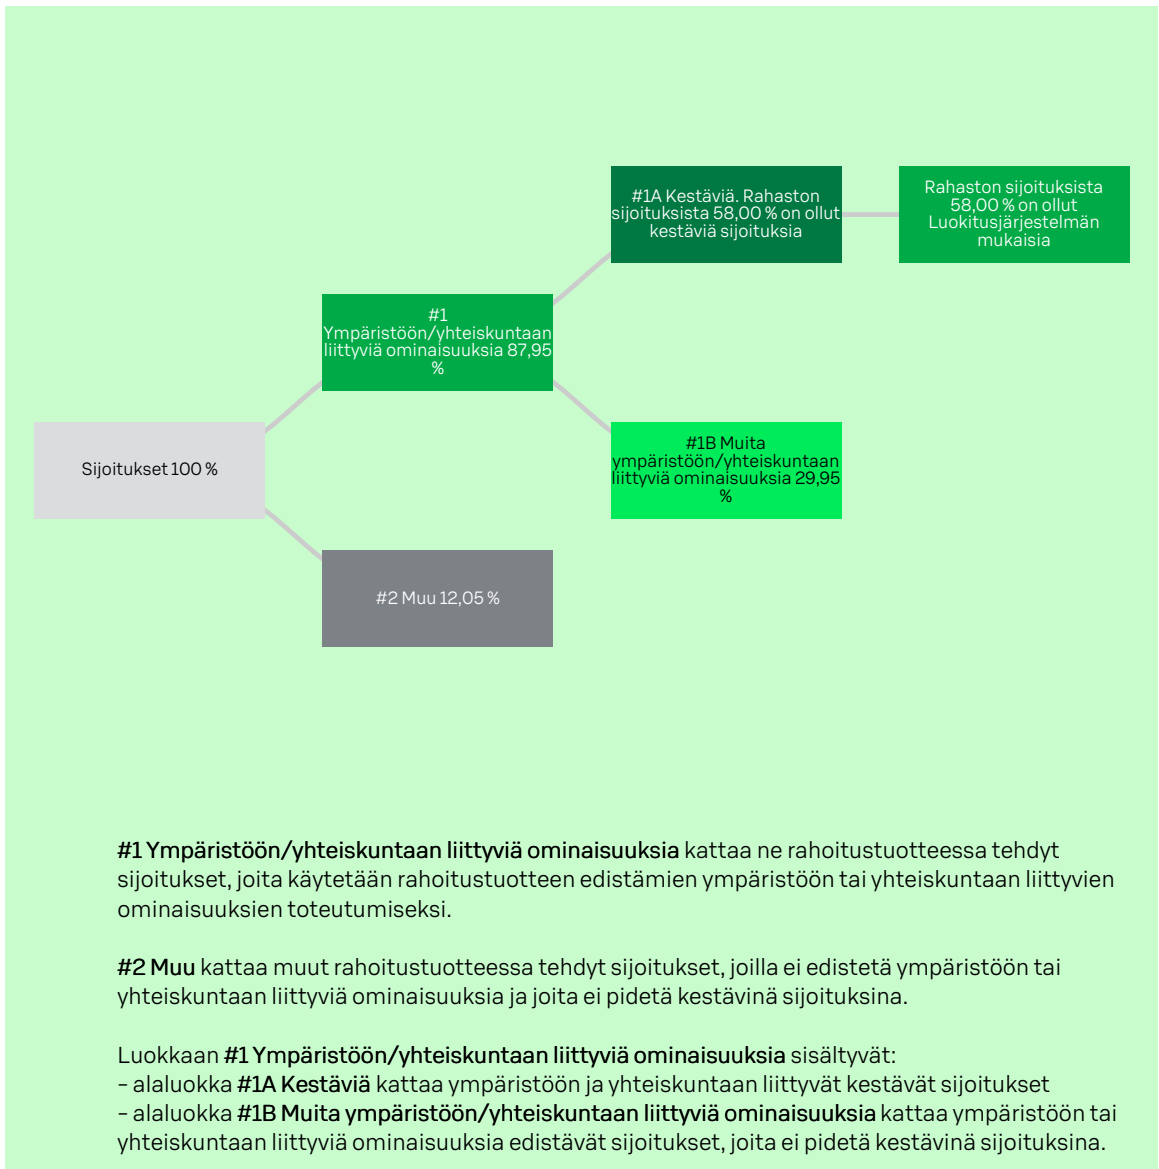 #1A Kestäviä. Rahaston
sijoituksista 58,00 % on ollut
kestäviä sijoituksia
Rahaston sijoituksista
58,00 % on ollut
Luokitusjärjestelmän
mukaisia
#1
Ympäristöön/yhteiskuntaan
liittyviä ominaisuuksia 87,95
%
Sijoitukset 100 %
#1B Muita
ympäristöön/yhteiskuntaan
liittyviä ominaisuuksia 29,95
%
#2 Muu 12,05 %
#1 Ympäristöön/yhteiskuntaan liittyviä ominaisuuksia kattaa ne rahoitustuotteessa tehdyt
sijoitukset, joita käytetään rahoitustuotteen edistämien ympäristöön tai yhteiskuntaan liittyvien
ominaisuuksien toteutumiseksi.
#2 Muu kattaa muut rahoitustuotteessa tehdyt sijoitukset, joilla ei edistetä ympäristöön tai
yhteiskuntaan liittyviä ominaisuuksia ja joita ei pidetä kestävinä sijoituksina.
Luokkaan #1 Ympäristöön/yhteiskuntaan liittyviä ominaisuuksia sisältyvät:
– alaluokka #1A Kestäviä kattaa ympäristöön ja yhteiskuntaan liittyvät kestävät sijoitukset
– alaluokka #1B Muita ympäristöön/yhteiskuntaan liittyviä ominaisuuksia kattaa ympäristöön tai
yhteiskuntaan liittyviä ominaisuuksia edistävät sijoitukset, joita ei pidetä kestävinä sijoituksina.